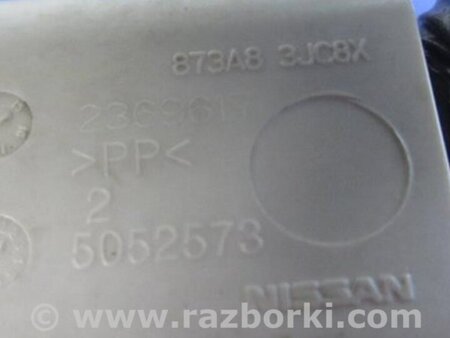 873A8 3JC8X
>PP<
2
5052573
NISSAN
© www.razborki.com